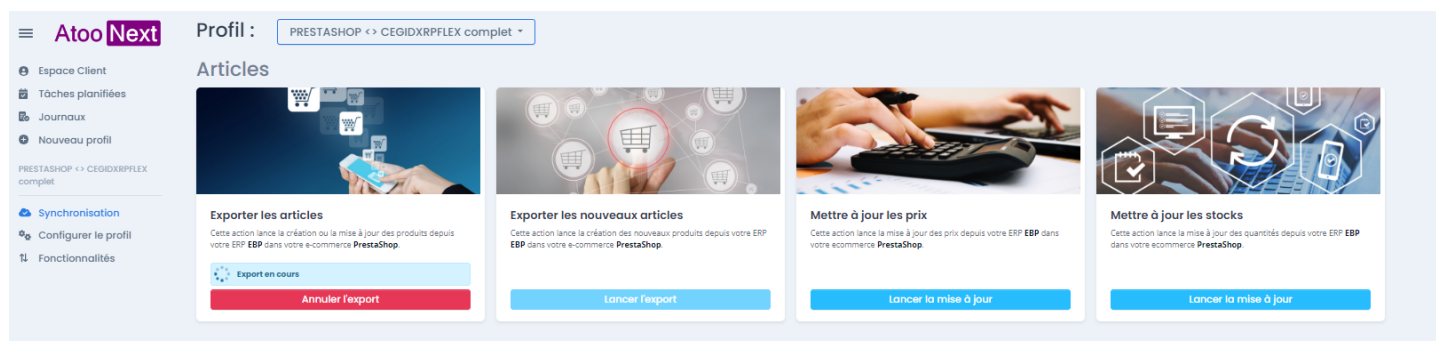 Atoo Next
Espace Client
Tâches planifiées
Journaux
Nouveau profil
PRESTASHOP <> CEGIDXRPFLEX
complet
Synchronisation
Configurer le profil
Fonctionnalités
Profil :
PRESTASHOP <> CEGIDXRPFLEX complet
Articles
Exporter les articles
Cette action lance la création ou la mise à jour des produits depuis
votre ERP EBP dans votre e-commerce PrestaShop.
Export en cours
Annuler l'export
Exporter les nouveaux articles
Cette action lance la création des nouveaux produits depuis votre ERP
EBP dans votre e-commerce PrestaShop.
Lancer l'export
Mettre à jour les prix
Cette action lance la mise à jour des prix depuis votre ERP EBP dans
votre ecommerce PrestaShop.
Lancer la mise à jour
Mettre à jour les stocks
Cette action lance la mise à jour des quantités depuis votre ERP EBP
dans votre ecommerce PrestaShop.
Lancer la mise à jour